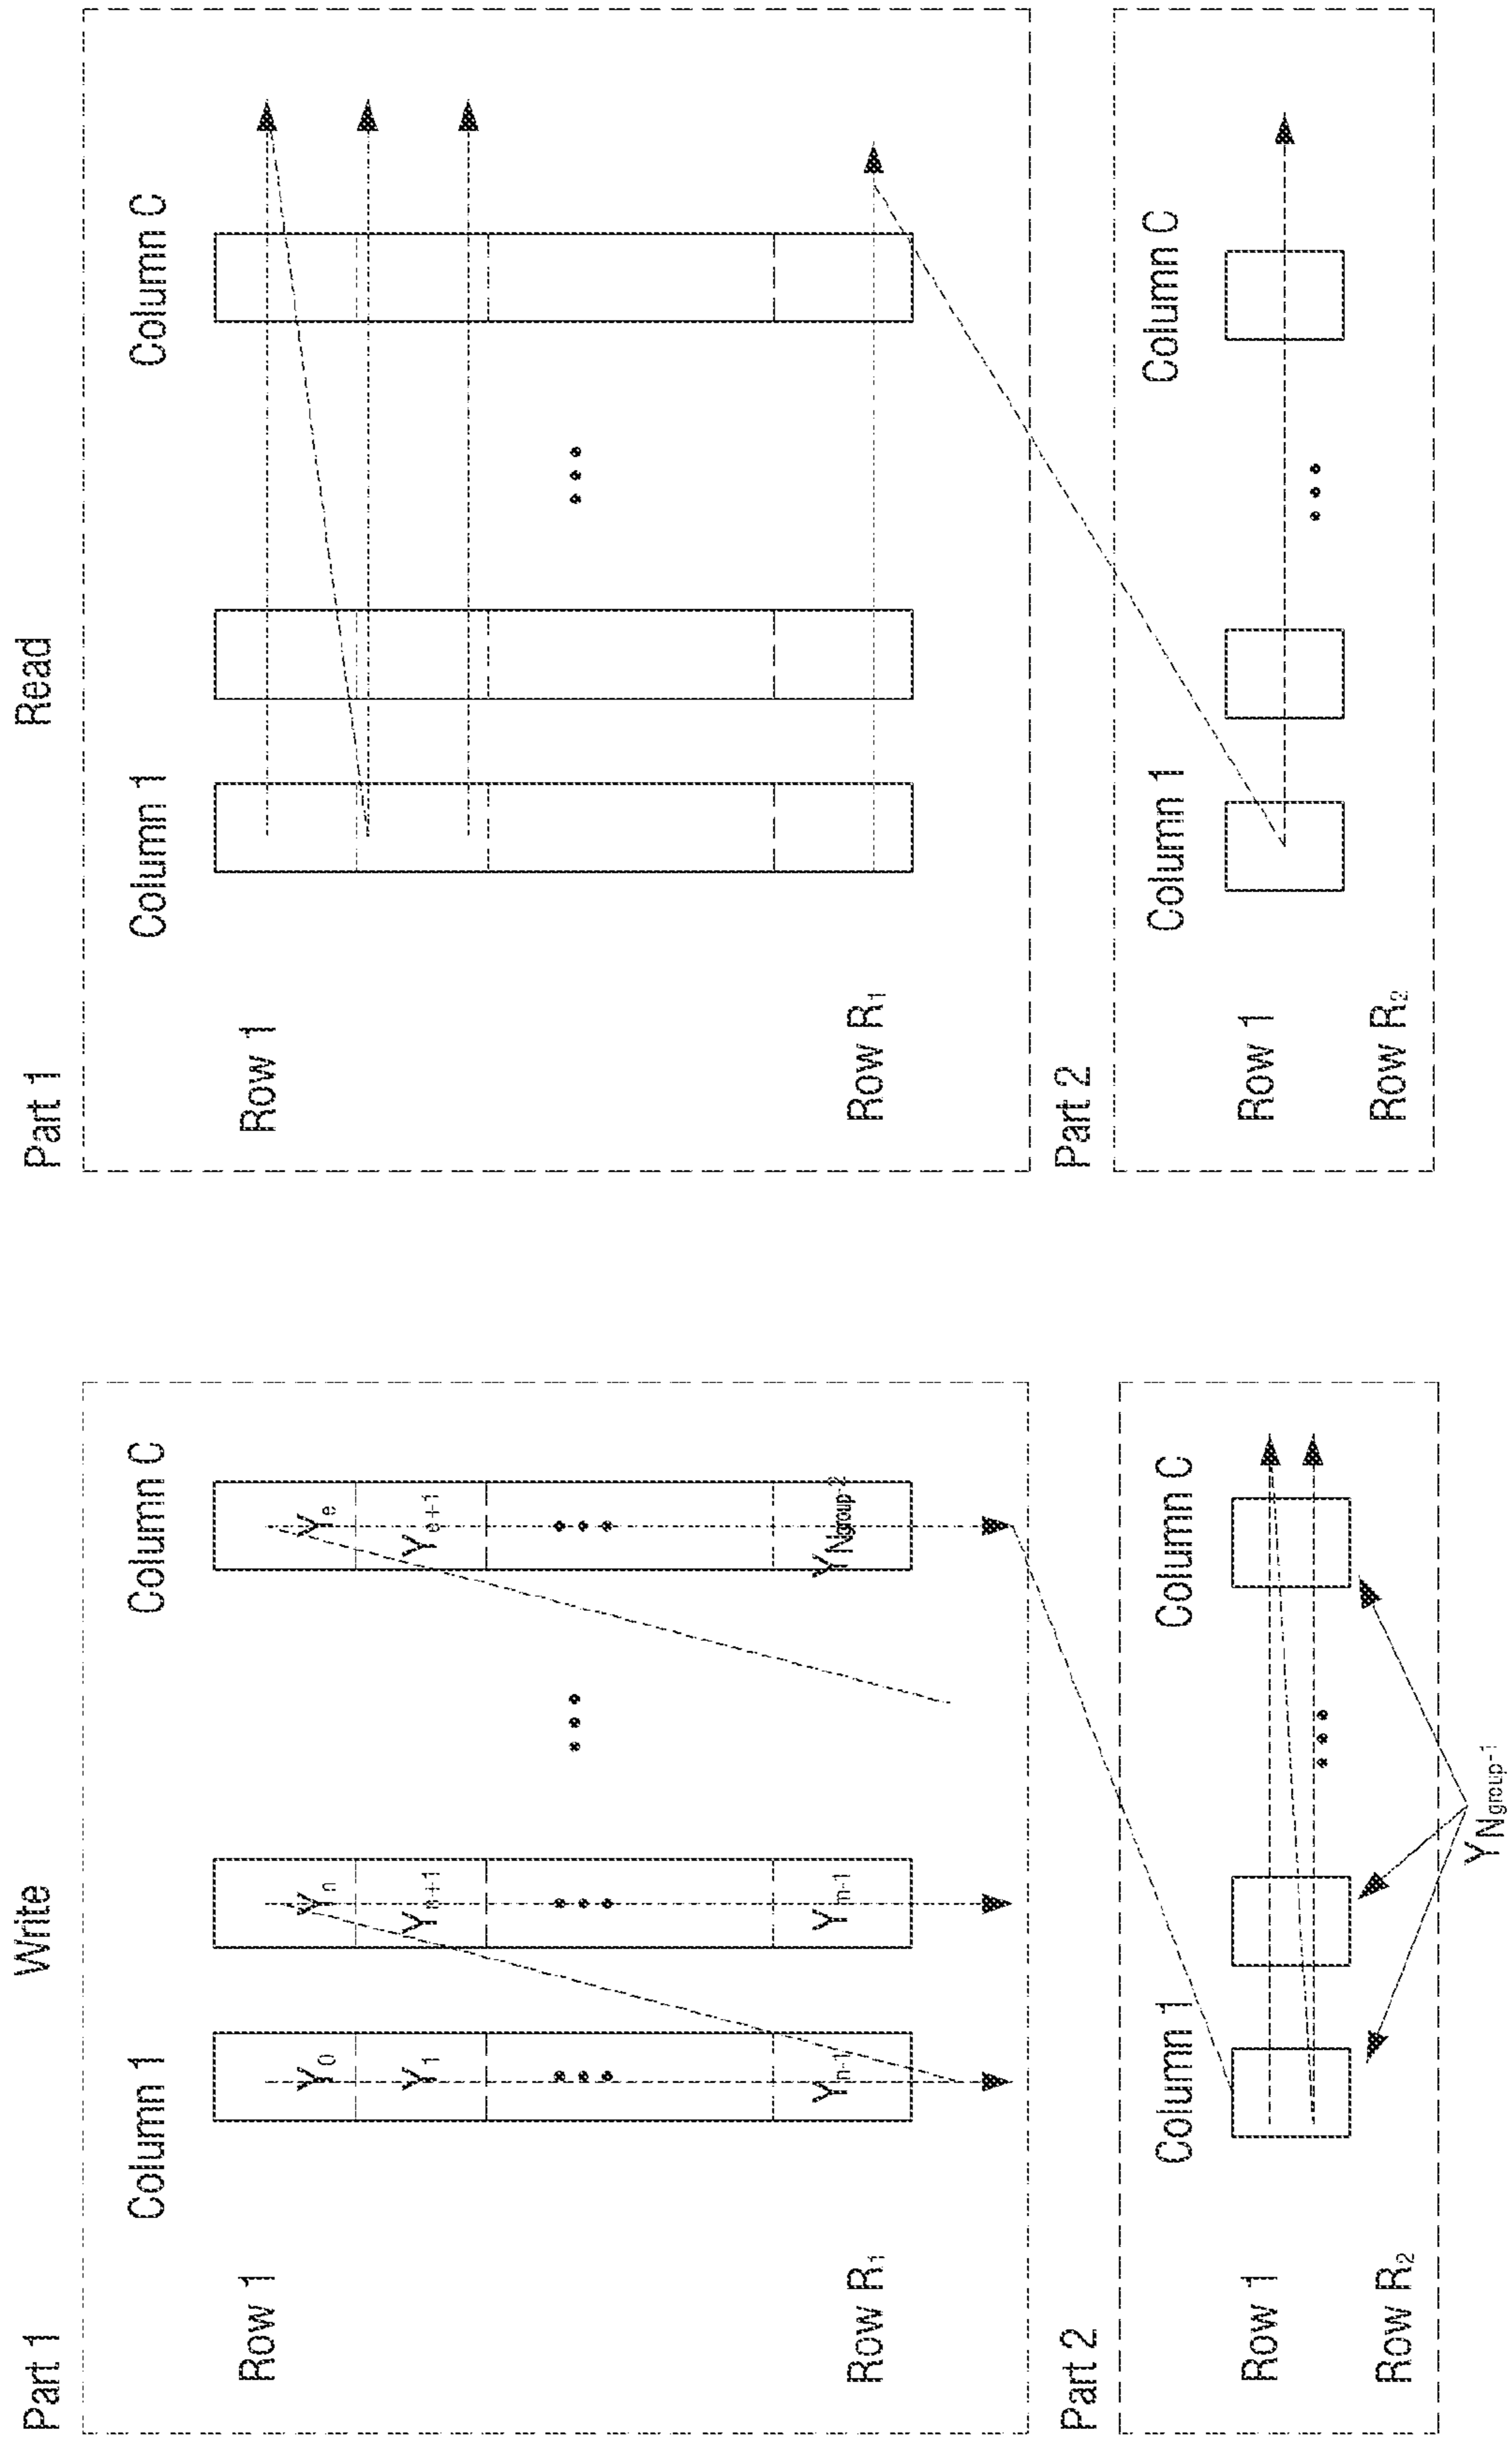 Write
Part 1
Column 1
Column C
Row 1
Y₀
Yₙ
Yₑ
Y₁
Yₙ₊₁
Yₑ₊₁
Row R₁
Yₙ₋₁
Yₘ₋₁
Y_Ngroup-2
Part 2
Column 1
Column C
Row 1
Row R₂
Y_Ngroup-1
Read
Part 1
Column 1
Column C
Row 1
Row R₁
Part 2
Column 1
Column C
Row 1
Row R₂